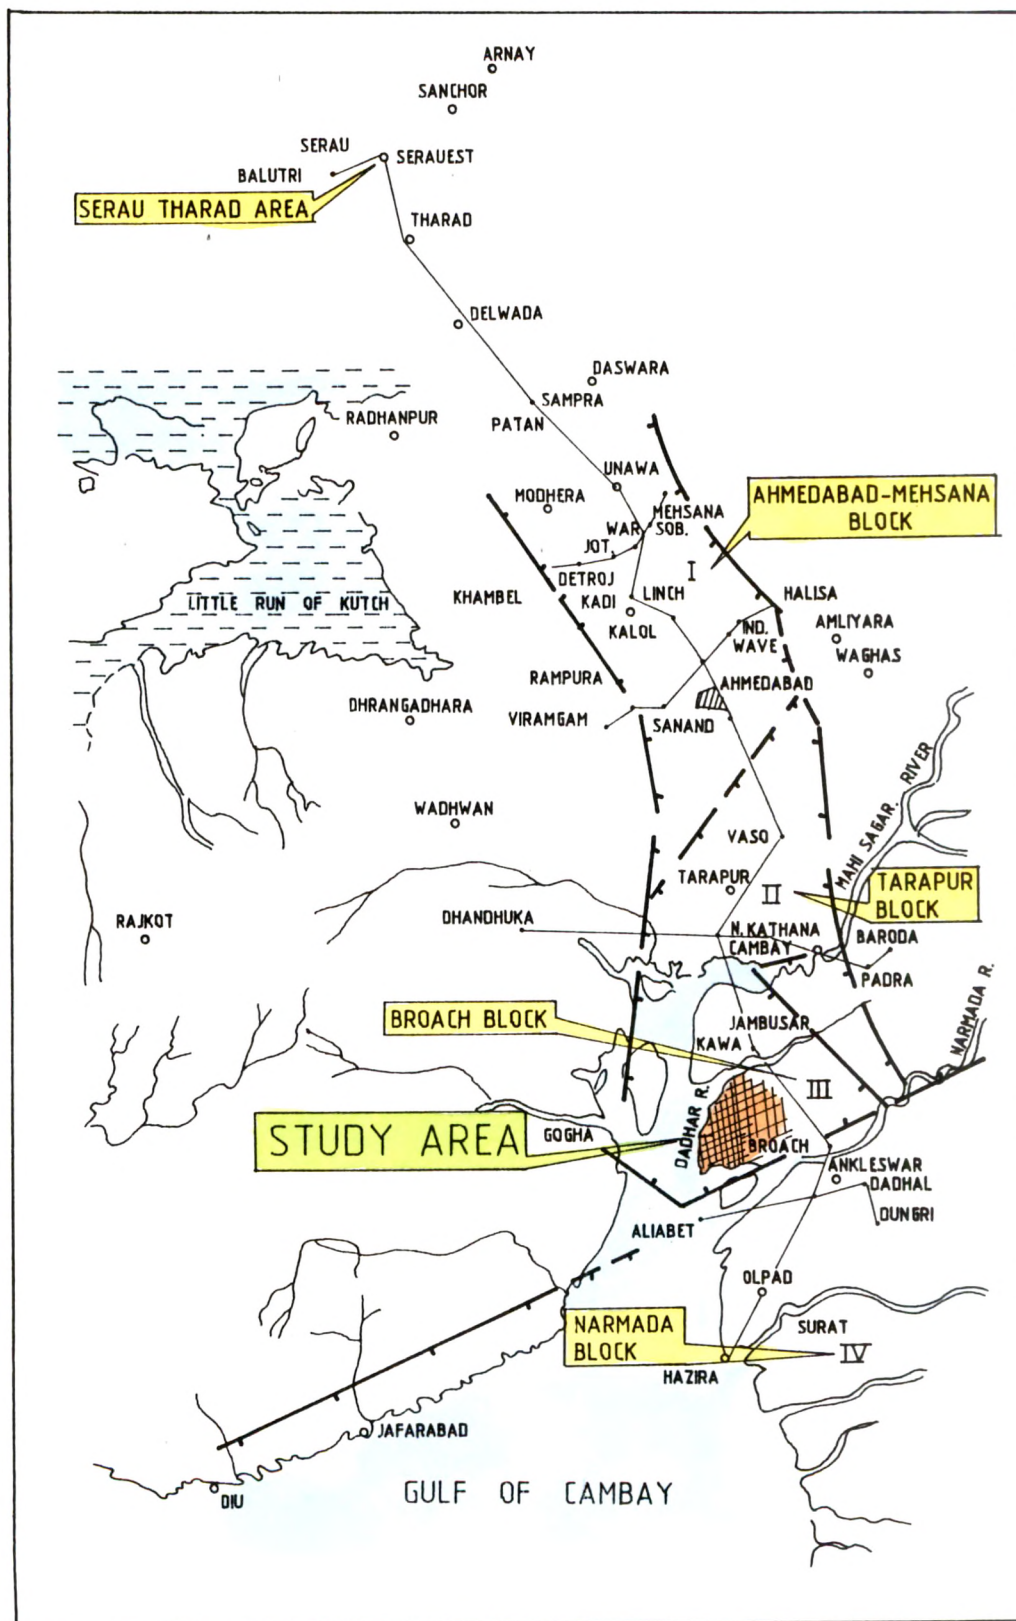 ARNAY
SANCHOR
SERAU
SERAUEST
BALUTRI
SERAU THARAD AREA
THARAD
DELWADA
DASWARA
SAMPRA
RADHANPUR
PATAN
UNAWA
AHMEDABAD-MEHSANA
BLOCK
MODHERA
MEHSANA
WAR
SOB.
JOT.
I
DETROJ
KHAMBEL
KADI
LINCH
HALISA
LITTLE RUN OF KUTCH
KALOL
IND.
WAVE
AMLIYARA
WAGHAS
RAMPURA
AHMEDABAD
DHRANGADHARA
VIRAMGAM
SANAND
MAHI SAGAR. RIVER
WADHWAN
VASO
TARAPUR
II
TARAPUR
BLOCK
RAJKOT
DHANDHUKA
N.KATHANA
CAMBAY
BARODA
PADRA
NARMADA R.
BROACH BLOCK
JAMBUSAR
KAWA
III
STUDY AREA
GOGHA
DADHAR R.
BROACH
ANKLESWAR
DADHAL
DUNGRI
ALIABET
OLPAD
NARMADA
BLOCK
SURAT
IV
HAZIRA
JAFARABAD
DIU
GULF OF CAMBAY